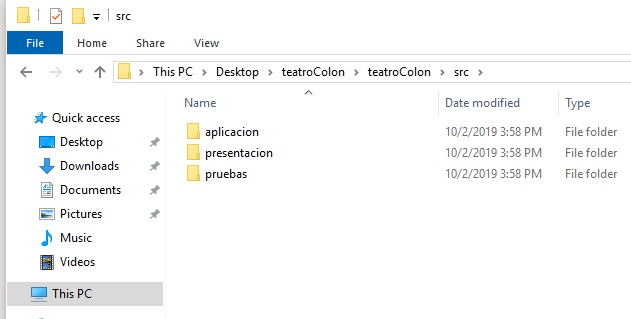 src
File Home Share View
This PC Desktop teatroColon teatroColon src
Name Date modified Type
Quick access
Desktop
Downloads
Documents
Pictures
Music
Videos
This PC
aplicacion 10/2/2019 3:58 PM File folder
presentacion 10/2/2019 3:58 PM File folder
pruebas 10/2/2019 3:58 PM File folder